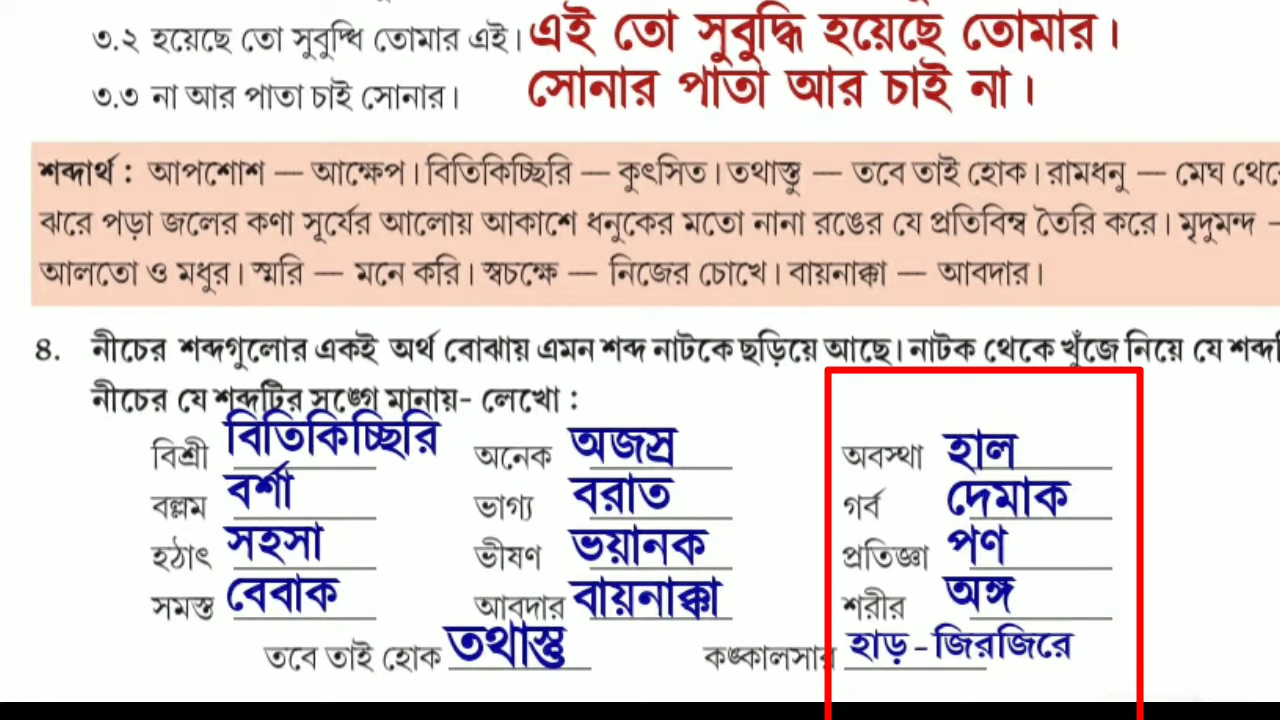 ৩.২ হয়েছে তো সুবুদ্ধি তোমার এই। এই তো সুবুদ্ধি হয়েছে তোমার।
৩.৩ না আর পাতা চাই সোনার। সোনার পাতা আর চাই না।
শব্দার্থ : আপশোশ — আক্ষেপ। বিতিকিচ্ছিরি — কুৎসিত। তথাস্তু — তবে তাই হোক। রামধনু — মেঘ থেকে
ঝরে পড়া জলের কণা সূর্যের আলোয় আকাশে ধনুকের মতো নানা রঙের যে প্রতিবিম্ব তৈরি করে। মৃদুমন্দ —
আলতো ও মধুর। স্মরি — মনে করি। স্বচক্ষে — নিজের চোখে। বায়নাক্কা — আবদার।
৪. নীচের শব্দগুলোর একই অর্থ বোঝায় এমন শব্দ নাটকে ছড়িয়ে আছে। নাটক থেকে খুঁজে নিয়ে যে
নীচের যে শব্দটির সঙ্গে মানায়- লেখো :
বিশ্রী বিতিকিচ্ছিরি অনেক অজস্র অবস্থা হাল
বল্লম বর্শা ভাগ্য বরাত গর্ব দেমাক
হঠাৎ সহসা ভীষণ ভয়ানক প্রতিজ্ঞা পণ
সমস্ত বেবাক আবদার বায়নাক্কা শরীর অঙ্গ
তবে তাই হোক তথাস্তু কঙ্কালসার হাড়-জিরজিরে